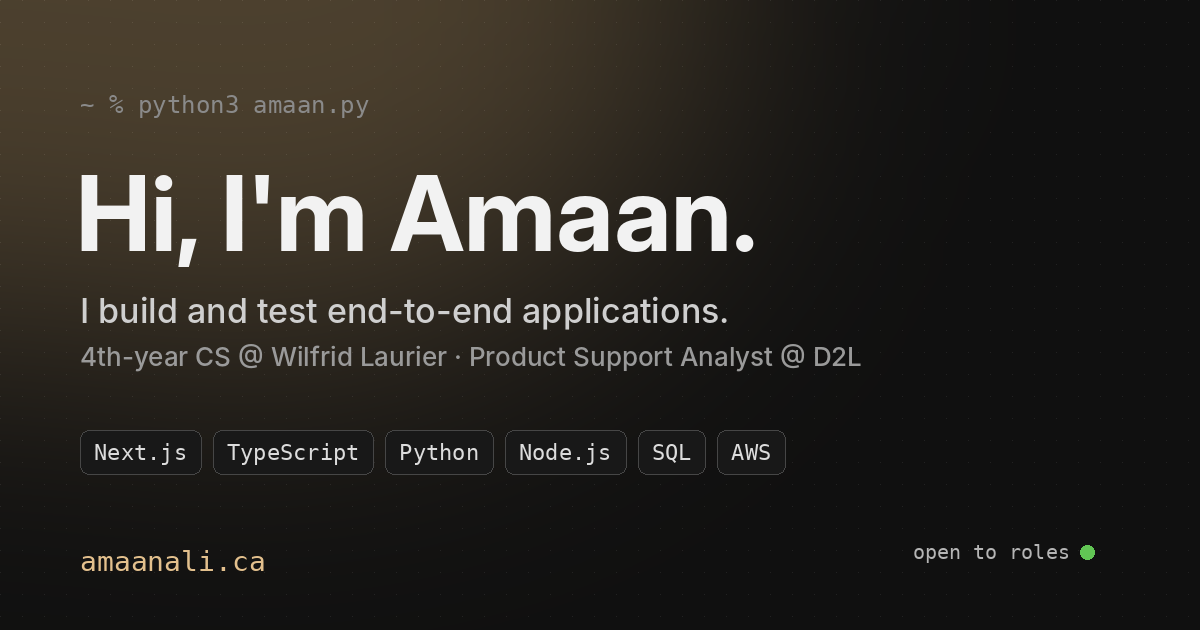 ~ % python3 amaan.py
Hi, I'm Amaan.
I build and test end-to-end applications.
4th-year CS @ Wilfrid Laurier · Product Support Analyst @ D2L
Next.js TypeScript Python Node.js SQL AWS
amaanali.ca
open to roles